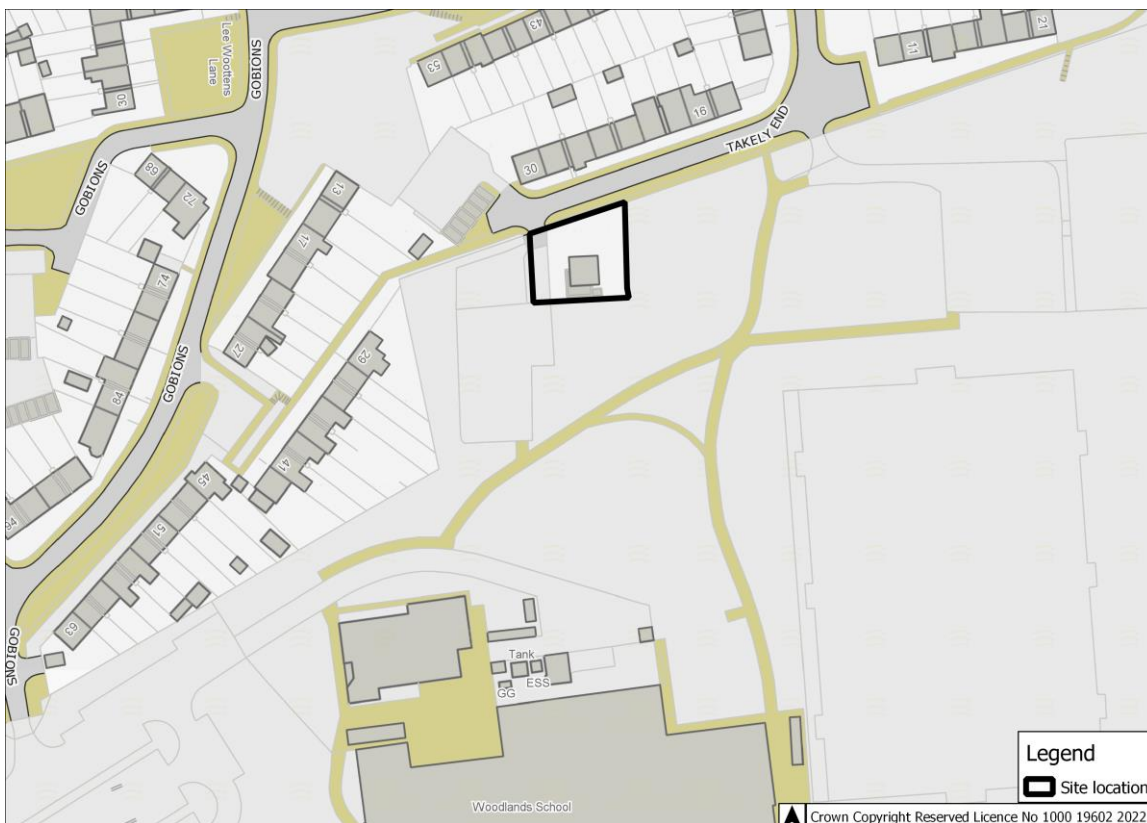 53
43
21
11
Lee Woottens
Lane
GOBIONS
30
16
TAKELY END
30
GOBIONS
68
72
13
17
74
27
29
GOBIONS
84
41
45
94
51
63
GOBIONS
Tank
ESS
GG
Woodlands School
Legend
Site location
Crown Copyright Reserved Licence No 1000 19602 2022